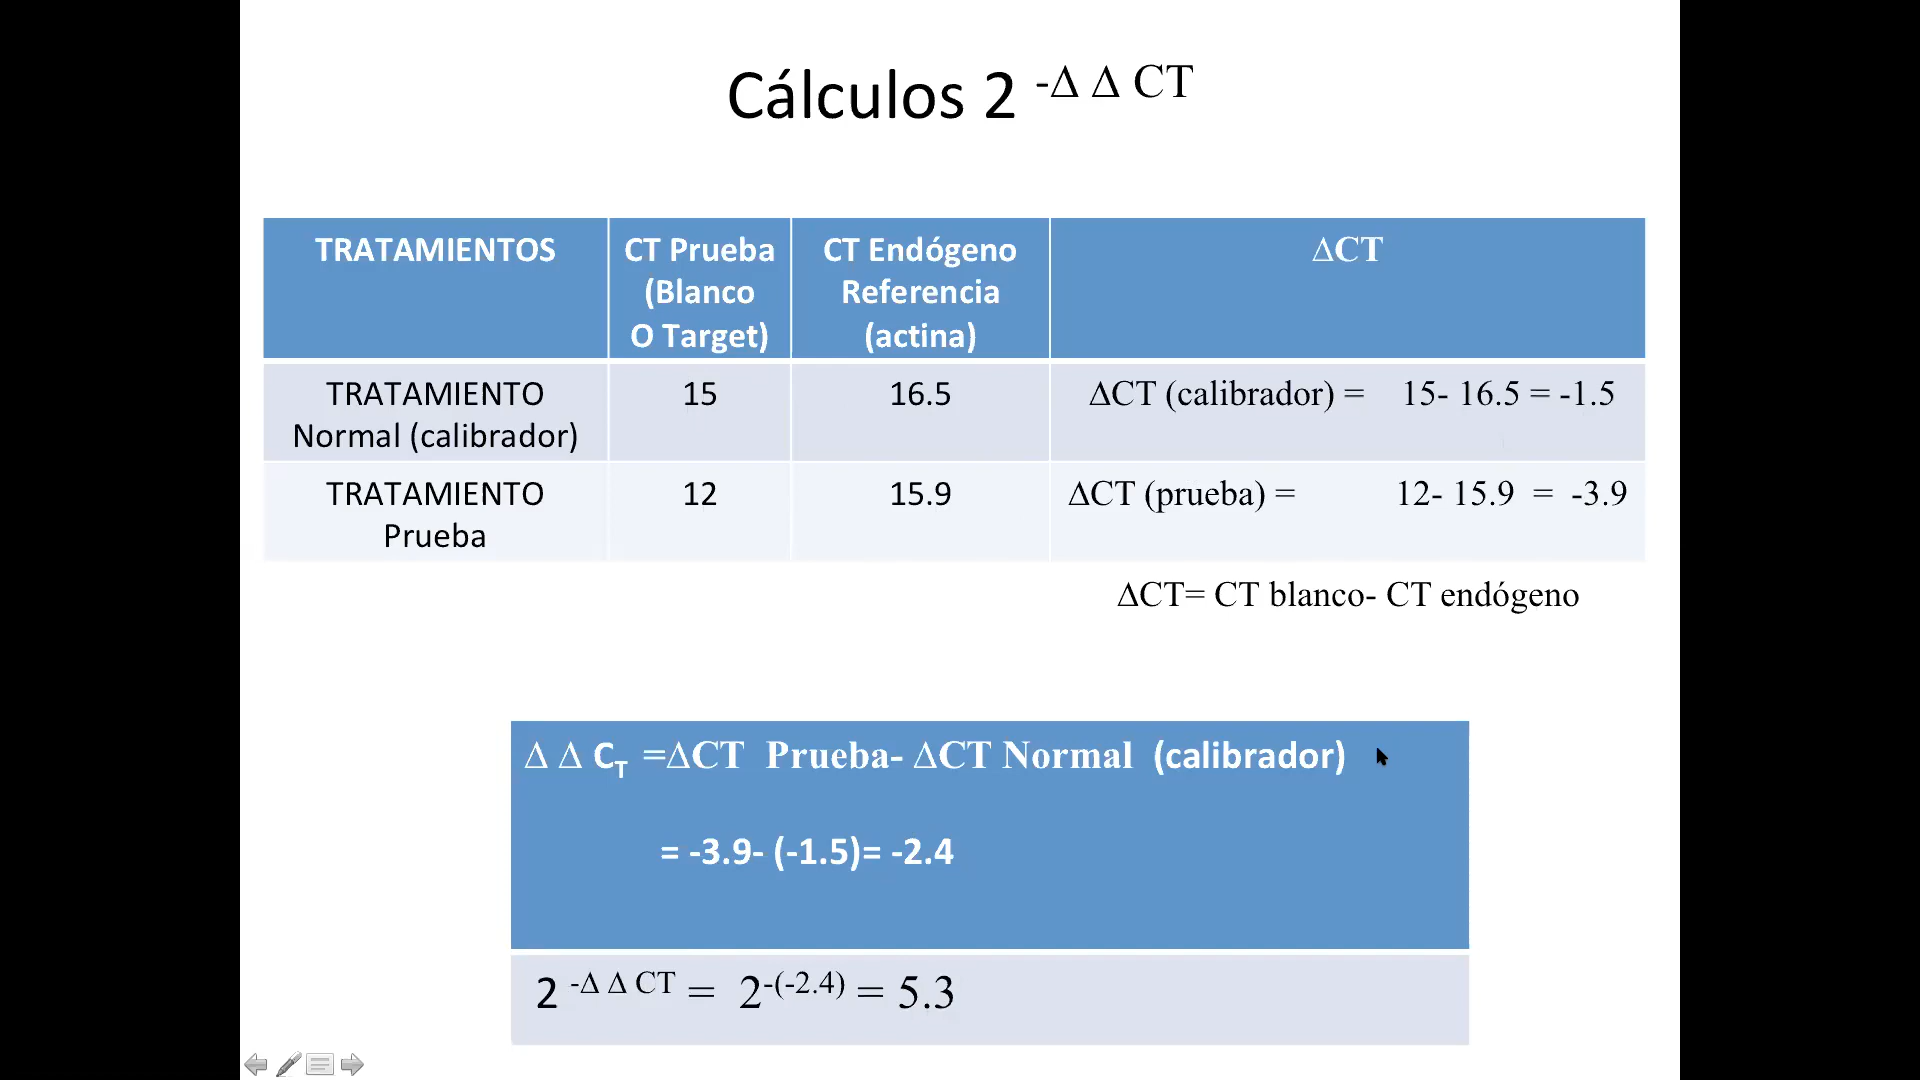 Cálculos 2 -Δ Δ CT
TRATAMIENTOS
CT Prueba
(Blanco
O Target)
CT Endógeno
Referencia
(actina)
ΔCT
TRATAMIENTO
Normal (calibrador)
15
16.5
ΔCT (calibrador) = 15- 16.5 = -1.5
TRATAMIENTO
Prueba
12
15.9
ΔCT (prueba) = 12- 15.9 = -3.9
ΔCT= CT blanco- CT endógeno
Δ Δ CT =ΔCT Prueba- ΔCT Normal (calibrador)
= -3.9- (-1.5)= -2.4
2 -Δ Δ CT = 2-(-2.4) = 5.3